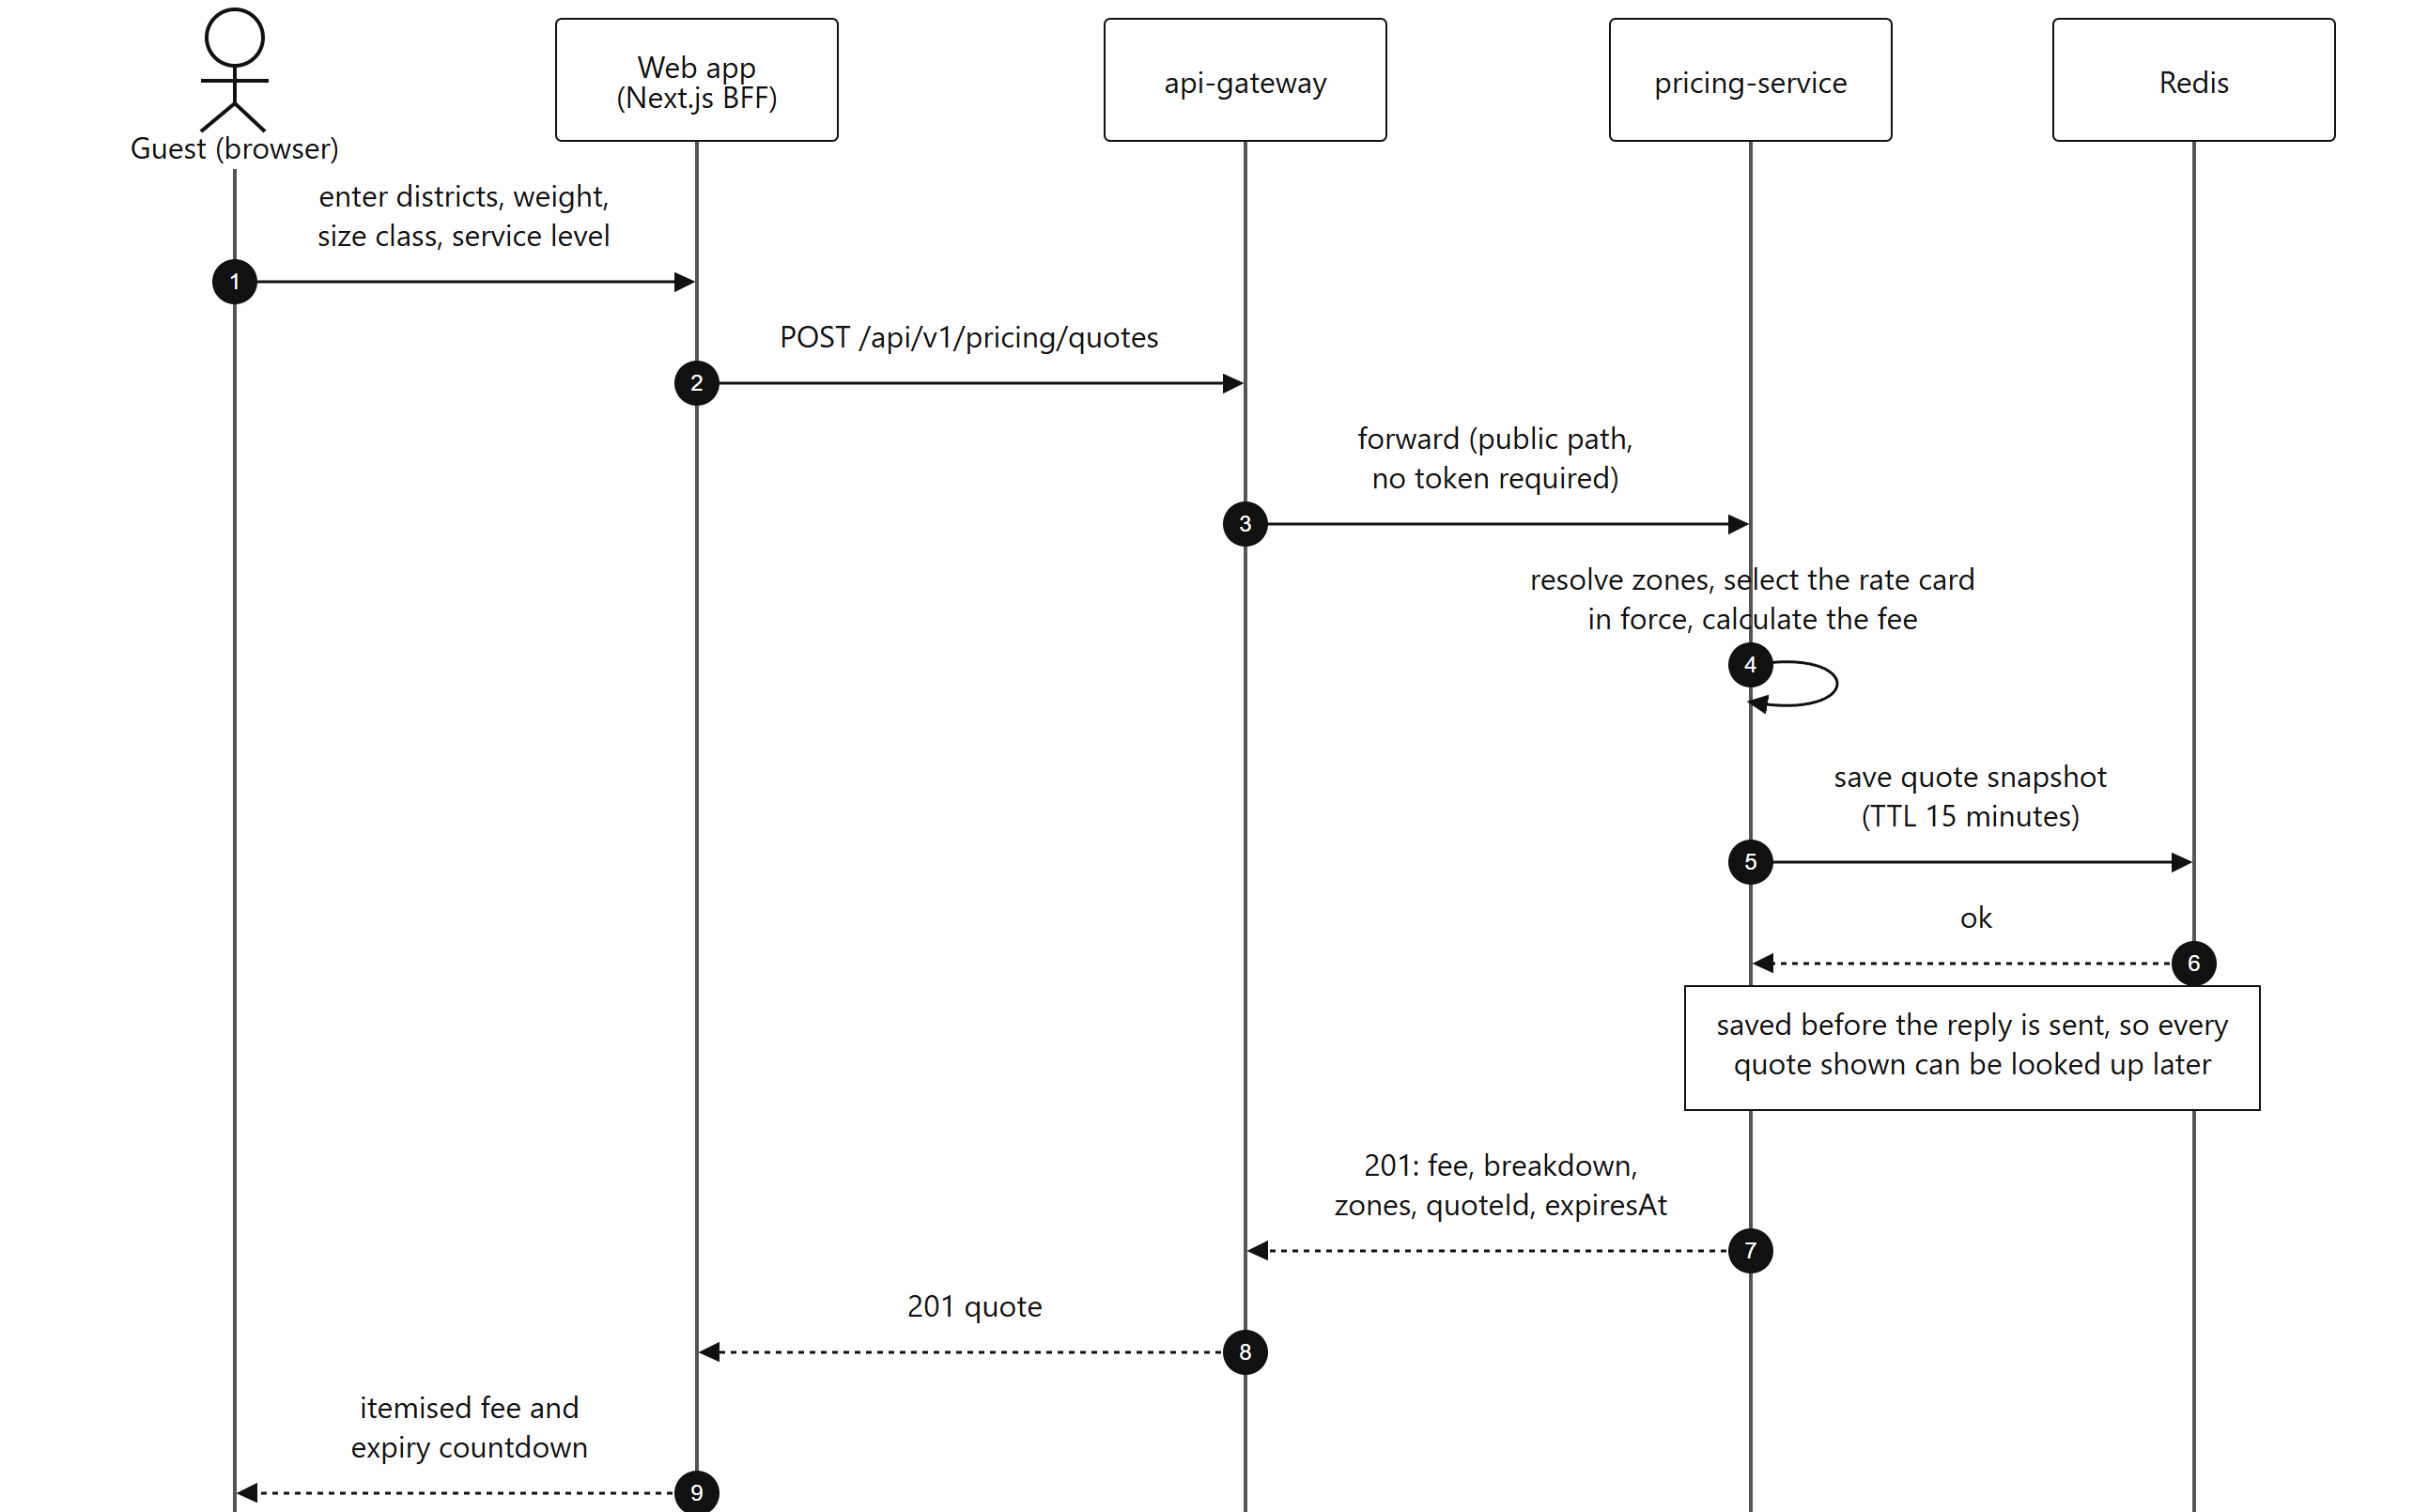 Guest (browser)
Web app
(Next.js BFF)
api-gateway
pricing-service
Redis
enter districts, weight,
size class, service level
1
POST /api/v1/pricing/quotes
2
forward (public path,
no token required)
3
resolve zones, select the rate card
in force, calculate the fee
4
save quote snapshot
(TTL 15 minutes)
5
ok
6
saved before the reply is sent, so every
quote shown can be looked up later
201: fee, breakdown,
zones, quoteId, expiresAt
7
201 quote
8
itemised fee and
expiry countdown
9